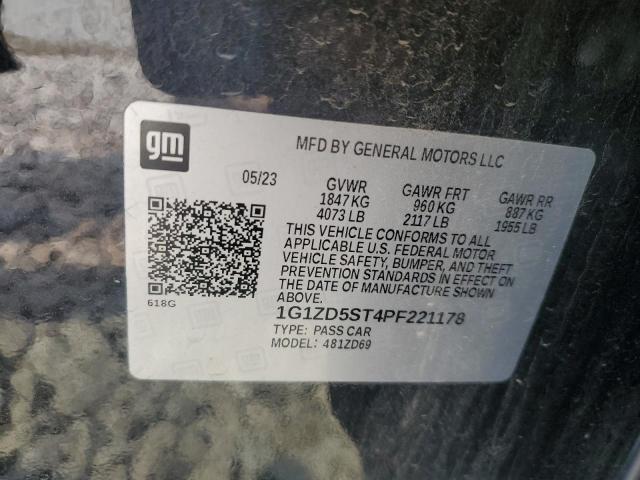 gm
MFD BY GENERAL MOTORS LLC
05/23 GVWR GAWR FRT GAWR RR
1847 KG 960 KG 887 KG
4073 LB 2117 LB 1955 LB
THIS VEHICLE CONFORMS TO ALL
APPLICABLE U.S. FEDERAL MOTOR
VEHICLE SAFETY, BUMPER, AND THEFT
PREVENTION STANDARDS IN EFFECT ON
THE DATE OF MANUFACTURE SHOWN
ABOVE.
618G
1G1ZD5ST4PF221178
TYPE: PASS CAR
MODEL: 481ZD69